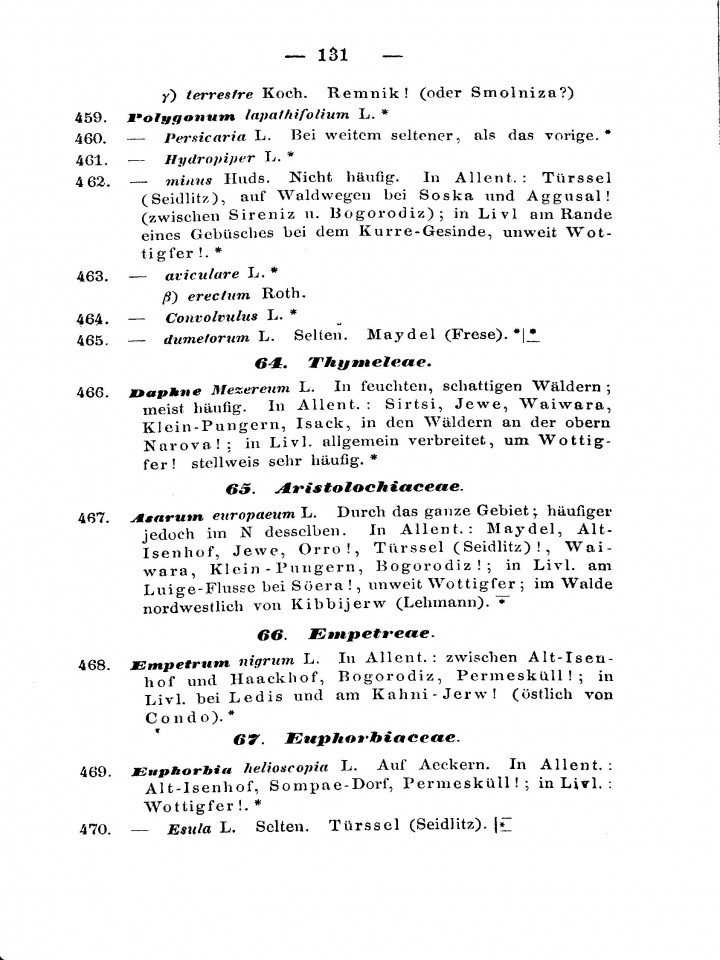 — 131 —
γ) terrestre Koch. Remnik! (oder Smolniza?)
459. Polygonum lapathifolium L. *
460. — Persicaria L. Bei weitem seltener, als das vorige. *
461. — Hydropiper L. *
462. — minus Huds. Nicht häufig. In Allent.: Türssel
(Seidlitz), auf Waldwegen bei Soska und Aggusal!
(zwischen Sireniz u. Bogorodiz); in Livl am Rande
eines Gebüsches bei dem Kurre-Gesinde, unweit Wot-
tigfer!. *
463. — aviculare L. *
β) erectum Roth.
464. — Convolvulus L. *
465. — dumetorum L. Selten. Maydel (Frese). *|*
64. Thymeleae.
466. Daphne Mezereum L. In feuchten, schattigen Wäldern;
meist häufig. In Allent.: Sirtsi, Jewe, Waiwara,
Klein-Pungern, Isack, in den Wäldern an der obern
Narova!; in Livl. allgemein verbreitet, um Wottig-
fer! stellweis sehr häufig. *
65. Aristolochiaceae.
467. Asarum europaeum L. Durch das ganze Gebiet; häufiger
jedoch im N desselben. In Allent.: Maydel, Alt-
Isenhof, Jewe, Orro!, Türssel (Seidlitz)!, Wai-
wara, Klein-Pungern, Bogorodiz!; in Livl. am
Luige-Flusse bei Söera!, unweit Wottigfer; im Walde
nordwestlich von Kibbijerw (Lehmann). *
66. Empetreae.
468. Empetrum nigrum L. In Allent.: zwischen Alt-Isen-
hof und Haackhof, Bogorodiz, Permesküll!; in
Livl. bei Ledis und am Kahni-Jerw! (östlich von
Condo). *
67. Euphorbiaceae.
469. Euphorbia helioscopia L. Auf Aeckern. In Allent.:
Alt-Isenhof, Sompae-Dorf, Permesküll!; in Livl.:
Wottigfer!. *
470. — Esula L. Selten. Türssel (Seidlitz). |*